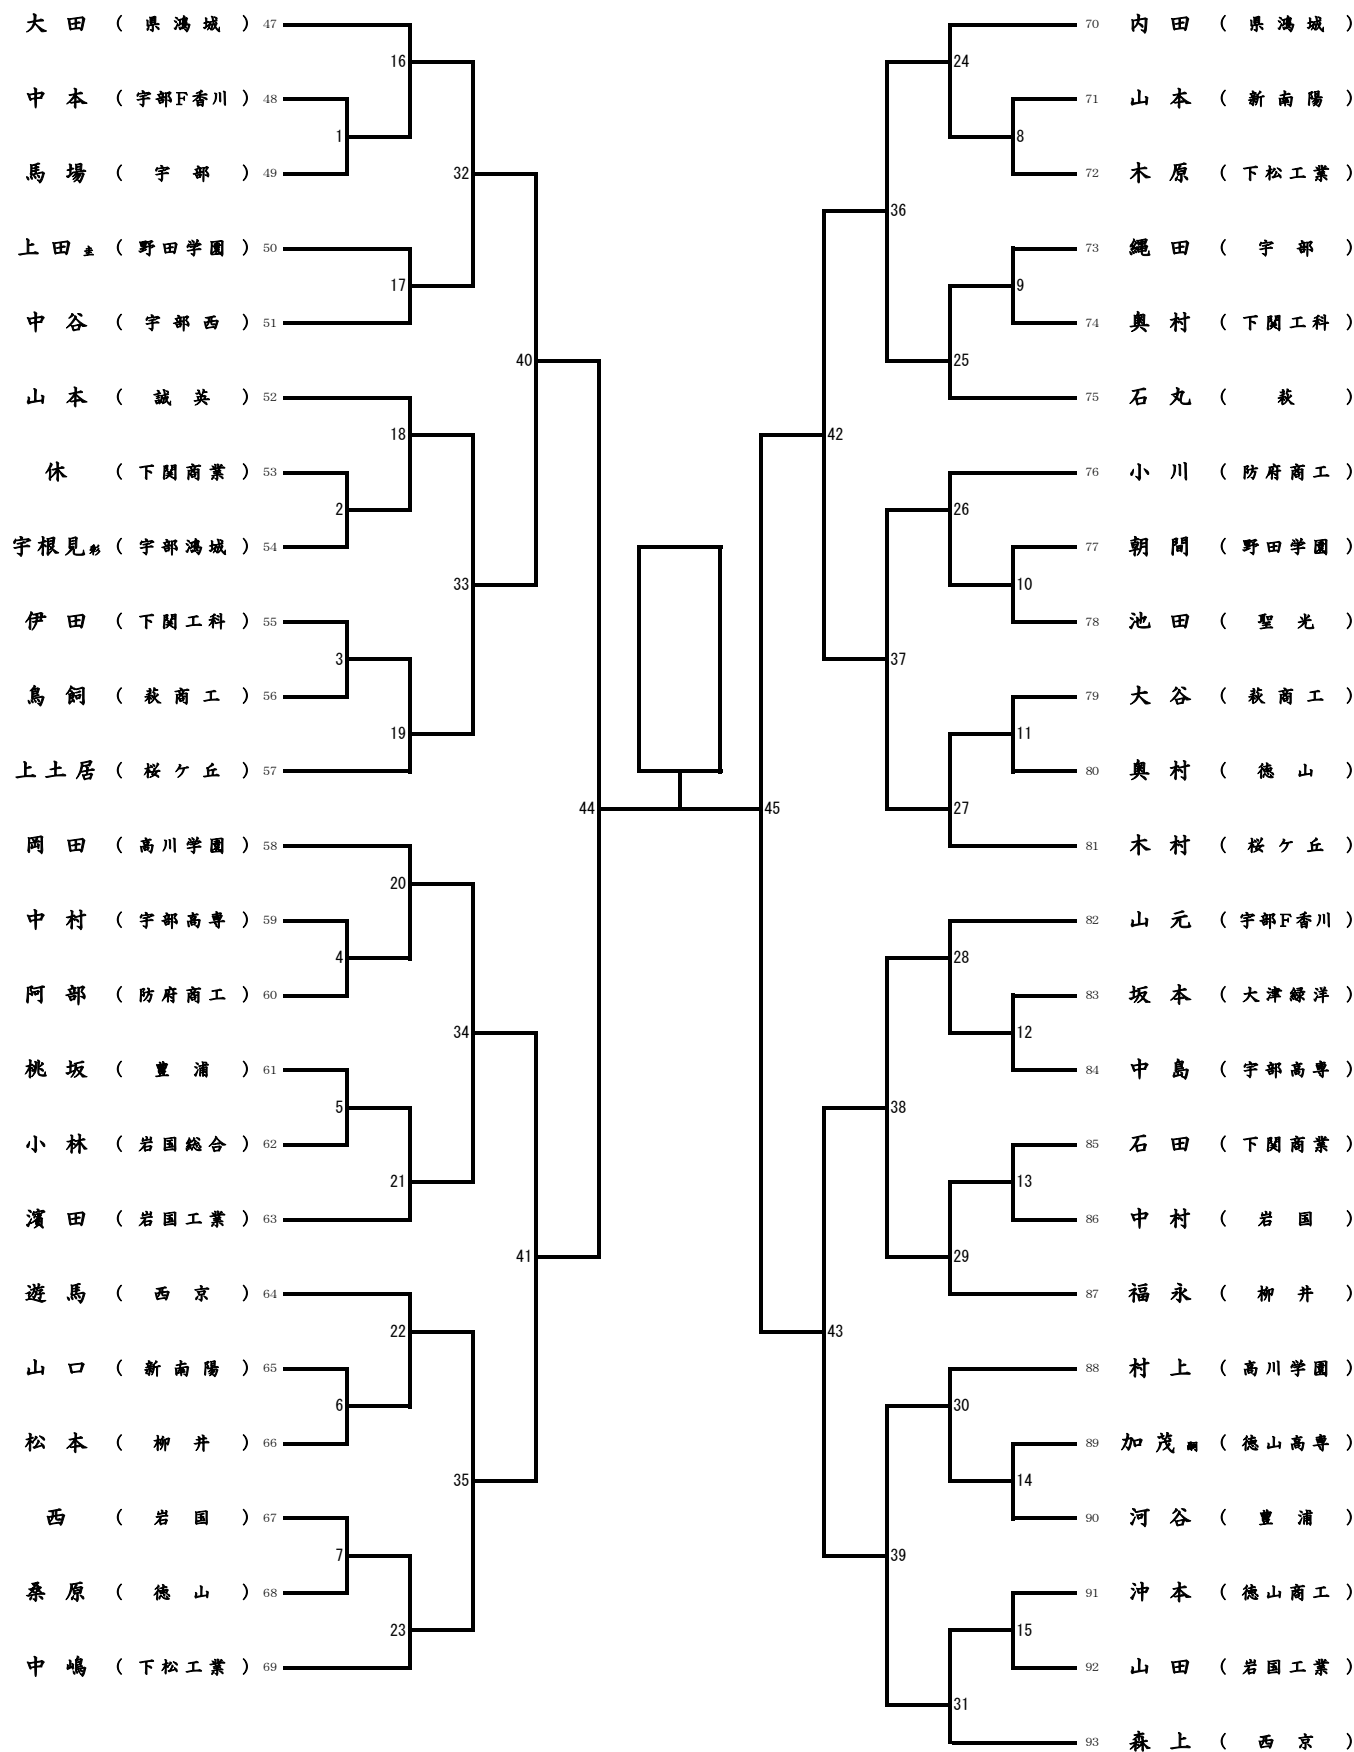 大田 ( 県鴻城 ) 47
中本 ( 宇部F香川 ) 48
馬場 ( 宇部 ) 49
上田圭 ( 野田学園 ) 50
中谷 ( 宇部西 ) 51
山本 ( 誠英 ) 52
休 ( 下関商業 ) 53
宇根見彩 ( 宇部鴻城 ) 54
伊田 ( 下関工科 ) 55
鳥飼 ( 萩商工 ) 56
上土居 ( 桜ケ丘 ) 57
岡田 ( 高川学園 ) 58
中村 ( 宇部高専 ) 59
阿部 ( 防府商工 ) 60
桃坂 ( 豊浦 ) 61
小林 ( 岩国総合 ) 62
濱田 ( 岩国工業 ) 63
遊馬 ( 西京 ) 64
山口 ( 新南陽 ) 65
松本 ( 柳井 ) 66
西 ( 岩国 ) 67
桑原 ( 徳山 ) 68
中嶋 ( 下松工業 ) 69
1
2
3
4
5
6
7
16
17
18
19
20
21
22
23
32
33
34
35
40
41
44
45
42
43
36
37
38
39
24
25
26
27
28
29
30
31
8
9
10
11
12
13
14
15
70 内田 ( 県鴻城 )
71 山本 ( 新南陽 )
72 木原 ( 下松工業 )
73 縄田 ( 宇部 )
74 奥村 ( 下関工科 )
75 石丸 ( 萩 )
76 小川 ( 防府商工 )
77 朝間 ( 野田学園 )
78 池田 ( 聖光 )
79 大谷 ( 萩商工 )
80 奥村 ( 徳山 )
81 木村 ( 桜ケ丘 )
82 山元 ( 宇部F香川 )
83 坂本 ( 大津緑洋 )
84 中島 ( 宇部高専 )
85 石田 ( 下関商業 )
86 中村 ( 岩国 )
87 福永 ( 柳井 )
88 村上 ( 高川学園 )
89 加茂 ( 徳山高専 )
90 河谷 ( 豊浦 )
91 沖本 ( 徳山商工 )
92 山田 ( 岩国工業 )
93 森上 ( 西京 )